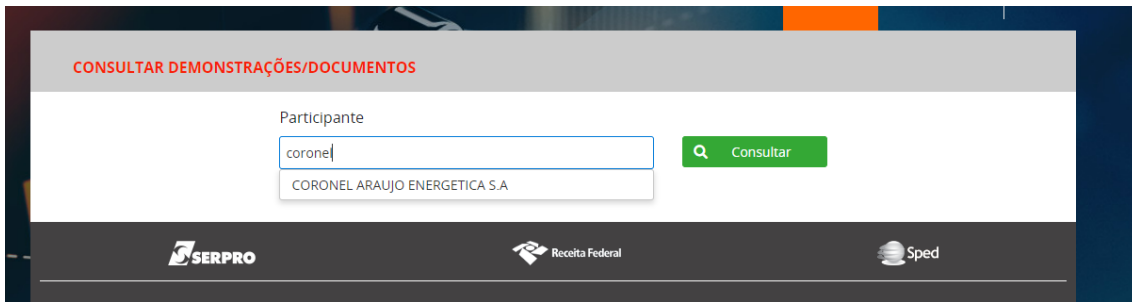 CONSULTAR DEMONSTRAÇÕES/DOCUMENTOS
Participante
coronel
Consultar
CORONEL ARAUJO ENERGETICA S.A
SERPRO
Receita Federal
Sped